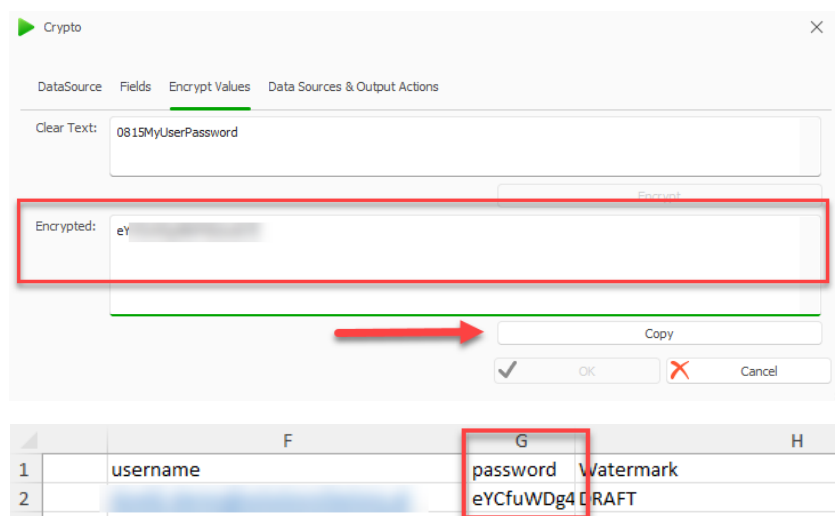 Crypto
DataSource Fields Encrypt Values Data Sources & Output Actions
Clear Text: 0815MyUserPassword
Encrypt
Encrypted: eY
Copy
OK Cancel
F G H
1 username password Watermark
2 eYCfuWDg4 DRAFT